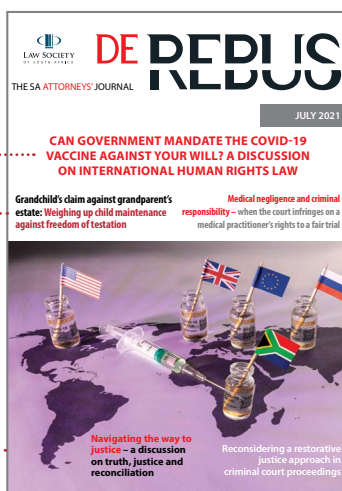 LAW SOCIETY
OF SOUTH AFRICA
DE REBUS
THE SA ATTORNEYS' JOURNAL
JULY 2021
CAN GOVERNMENT MANDATE THE COVID-19
VACCINE AGAINST YOUR WILL? A DISCUSSION
ON INTERNATIONAL HUMAN RIGHTS LAW
Grandchild's claim against grandparent's
estate: Weighing up child maintenance
against freedom of testation
Medical negligence and criminal
responsibility – when the court infringes on a
medical practitioner's rights to a fair trial
Navigating the way to
justice – a discussion
on truth, justice and
reconciliation
Reconsidering a restorative
justice approach in
criminal court proceedings